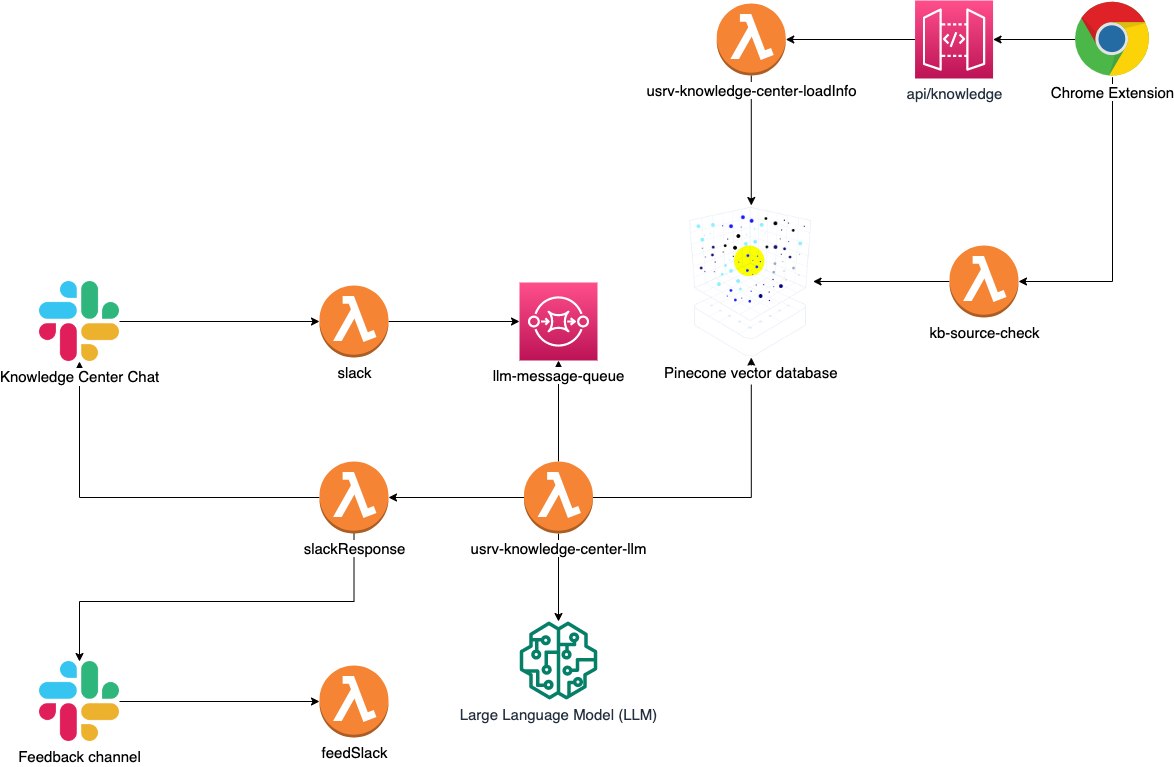 usrv-knowledge-center-loadInfo
</>
api/knowledge
Chrome Extension
kb-source-check
Knowledge Center Chat
slack
llm-message-queue
Pinecone vector database
slackResponse
usrv-knowledge-center-llm
Large Language Model (LLM)
Feedback channel
feedSlack